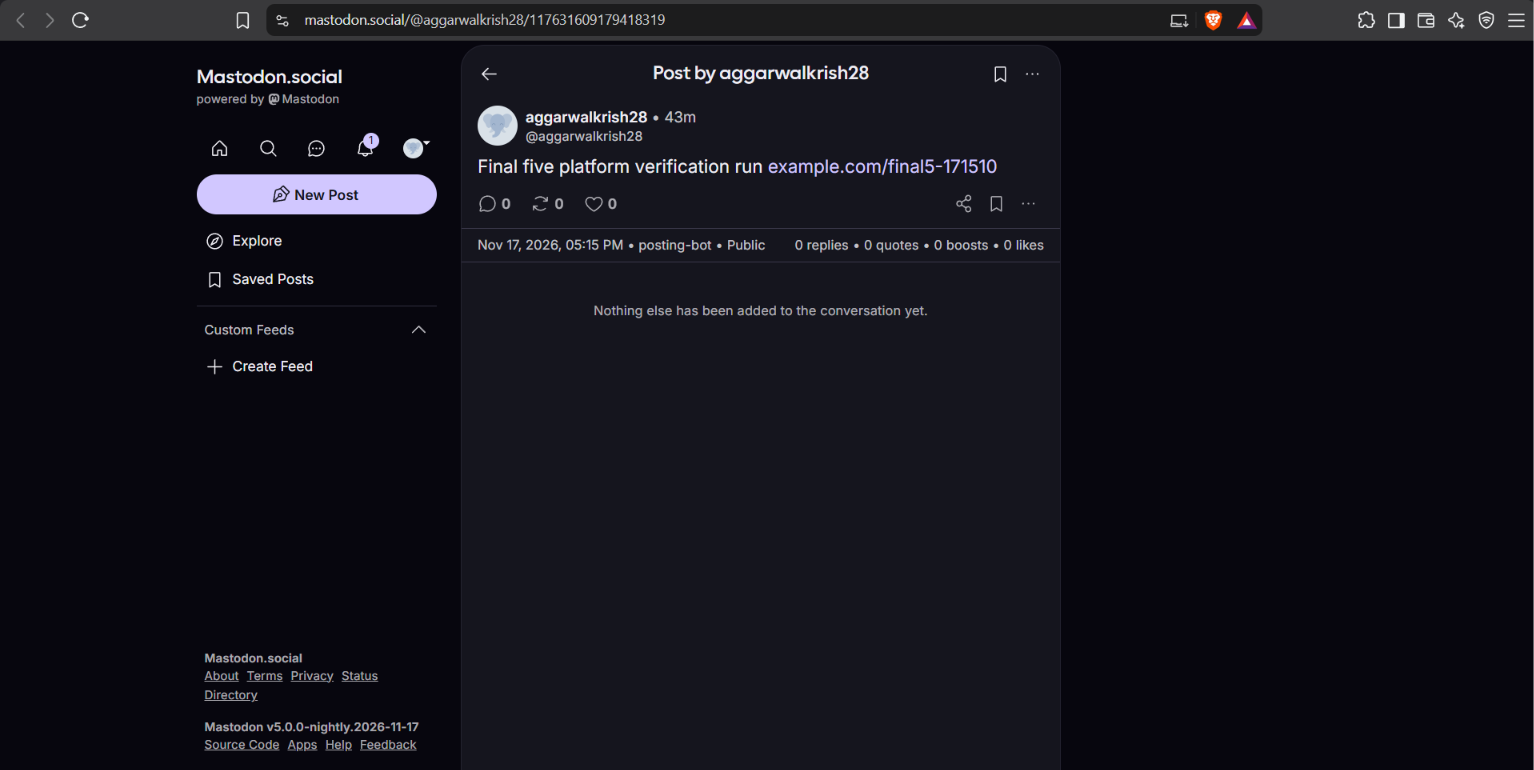 mastodon.social/@aggarwalkrish28/117631609179418319
Mastodon.social
powered by Mastodon
1
New Post
Explore
Saved Posts
Custom Feeds
Create Feed
Mastodon.social
About Terms Privacy Status
Directory
Mastodon v5.0.0-nightly.2026-11-17
Source Code Apps Help Feedback
Post by aggarwalkrish28
aggarwalkrish28 • 43m
@aggarwalkrish28
Final five platform verification run example.com/final5-171510
0 0 0
Nov 17, 2026, 05:15 PM • posting-bot • Public 0 replies • 0 quotes • 0 boosts • 0 likes
Nothing else has been added to the conversation yet.